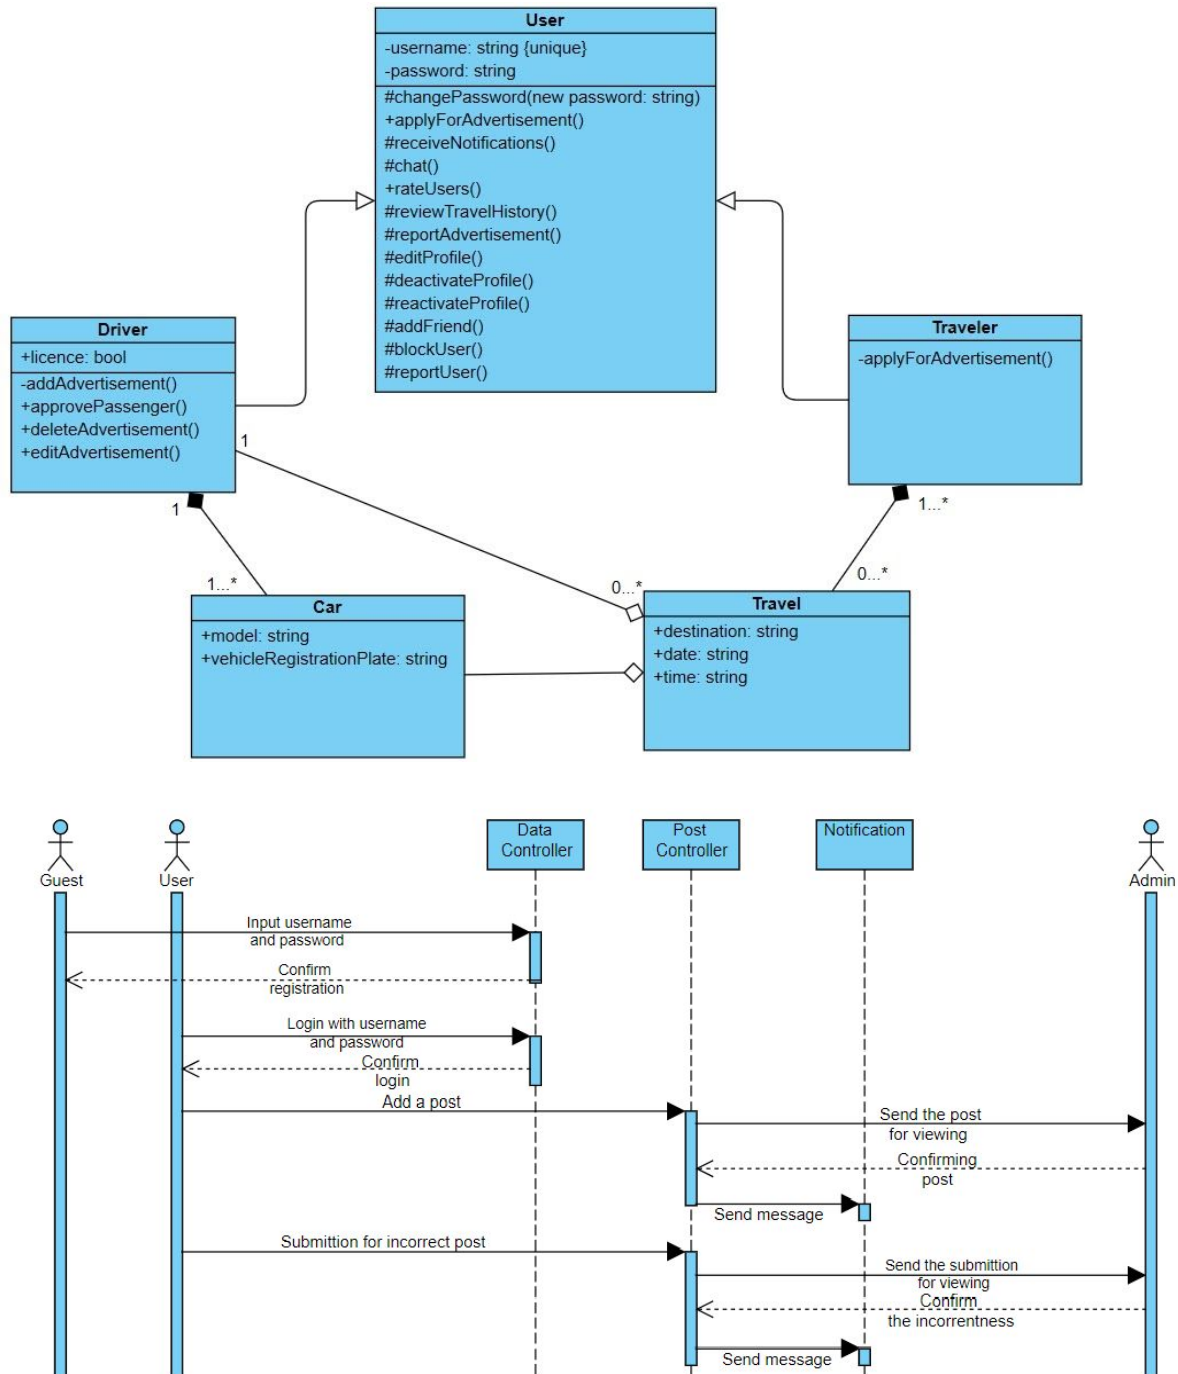 User
-username: string {unique}
-password: string
#changePassword(new password: string)
+applyForAdvertisement()
#receiveNotifications()
#chat()
+rateUsers()
#reviewTravelHistory()
#reportAdvertisement()
#editProfile()
#deactivateProfile()
#reactivateProfile()
#addFriend()
#blockUser()
#reportUser()
Driver
+licence: bool
-addAdvertisement()
+approvePassenger()
+deleteAdvertisement()
+editAdvertisement()
Traveler
-applyForAdvertisement()
1
1
1...*
1...*
0...*
0...*
Car
+model: string
+vehicleRegistrationPlate: string
Travel
+destination: string
+date: string
+time: string
Guest
User
Data
Controller
Post
Controller
Notification
Admin
Input username
and password
Confirm
registration
Login with username
and password
Confirm
login
Add a post
Send the post
for viewing
Confirming
post
Send message
Submittion for incorrect post
Send the submittion
for viewing
Confirm
the incorrentness
Send message